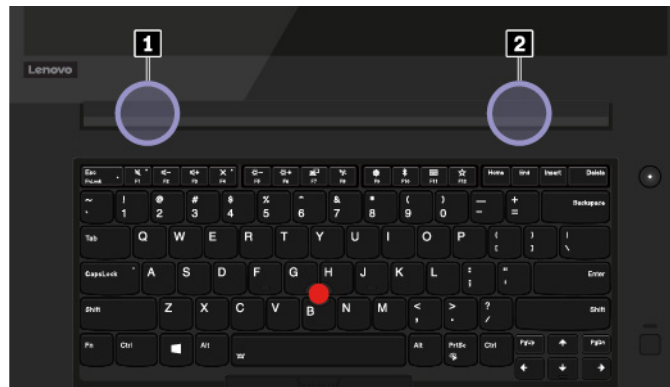 1 2
Lenovo
Esc F1 F2 F3 F4 F5 F6 F7 F8 F9 F10 F11 F12 Home End Insert Delete
FnLock
~ ! @ # $ % ^ & * ( ) — + Backspace
` 1 2 3 4 5 6 7 8 9 0 - =
Tab Q W E R T Y U I O P { } |
[ ] \
CapsLock A S D F G H J K L : " Enter
; '
Shift Z X C V B N M < > ? Shift
, . /
Fn Ctrl Alt Alt PrtSc Ctrl PgUp ↑ PgDn
← ↓ →